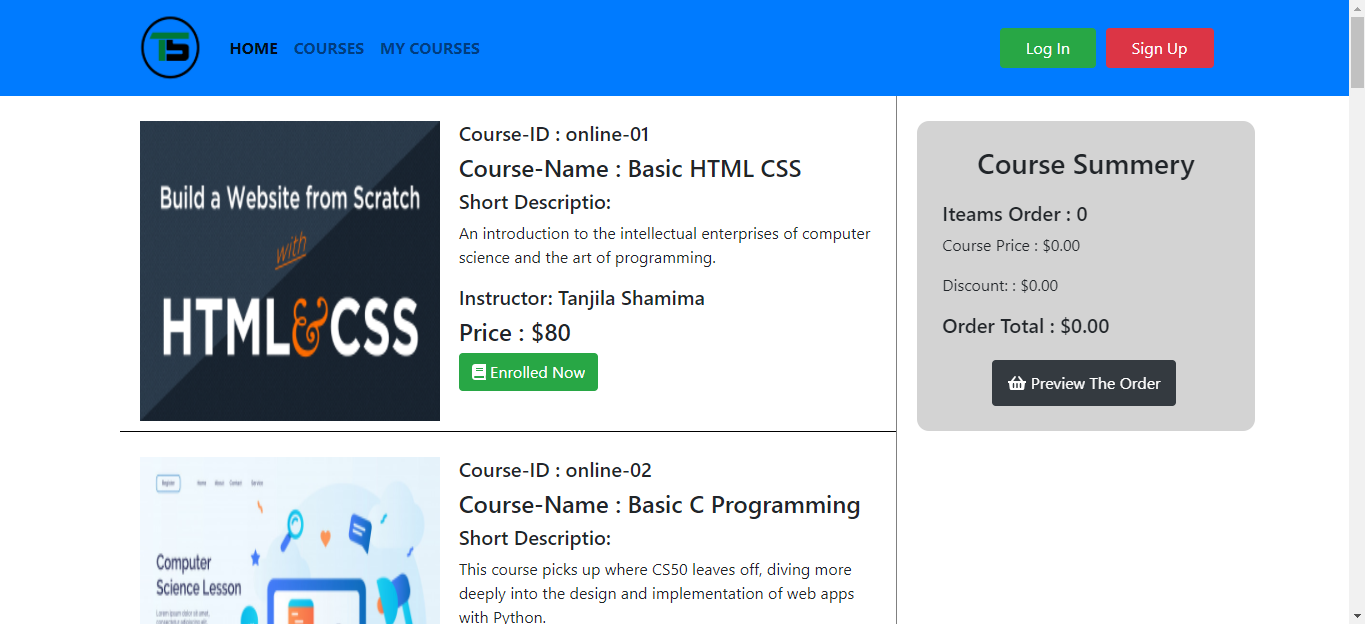 TS
HOME COURSES MY COURSES
Log In Sign Up
Build a Website from Scratch
with
HTML&CSS
Course-ID : online-01
Course-Name : Basic HTML CSS
Short Descriptio:
An introduction to the intellectual enterprises of computer
science and the art of programming.
Instructor: Tanjila Shamima
Price : $80
Enrolled Now
Course Summery
Iteams Order : 0
Course Price : $0.00
Discount: : $0.00
Order Total : $0.00
Preview The Order
Register Home About Contact Service
Computer
Science Lesson
Lorem ipsum dolor sit amet,
Course-ID : online-02
Course-Name : Basic C Programming
Short Descriptio:
This course picks up where CS50 leaves off, diving more
deeply into the design and implementation of web apps
with Python.